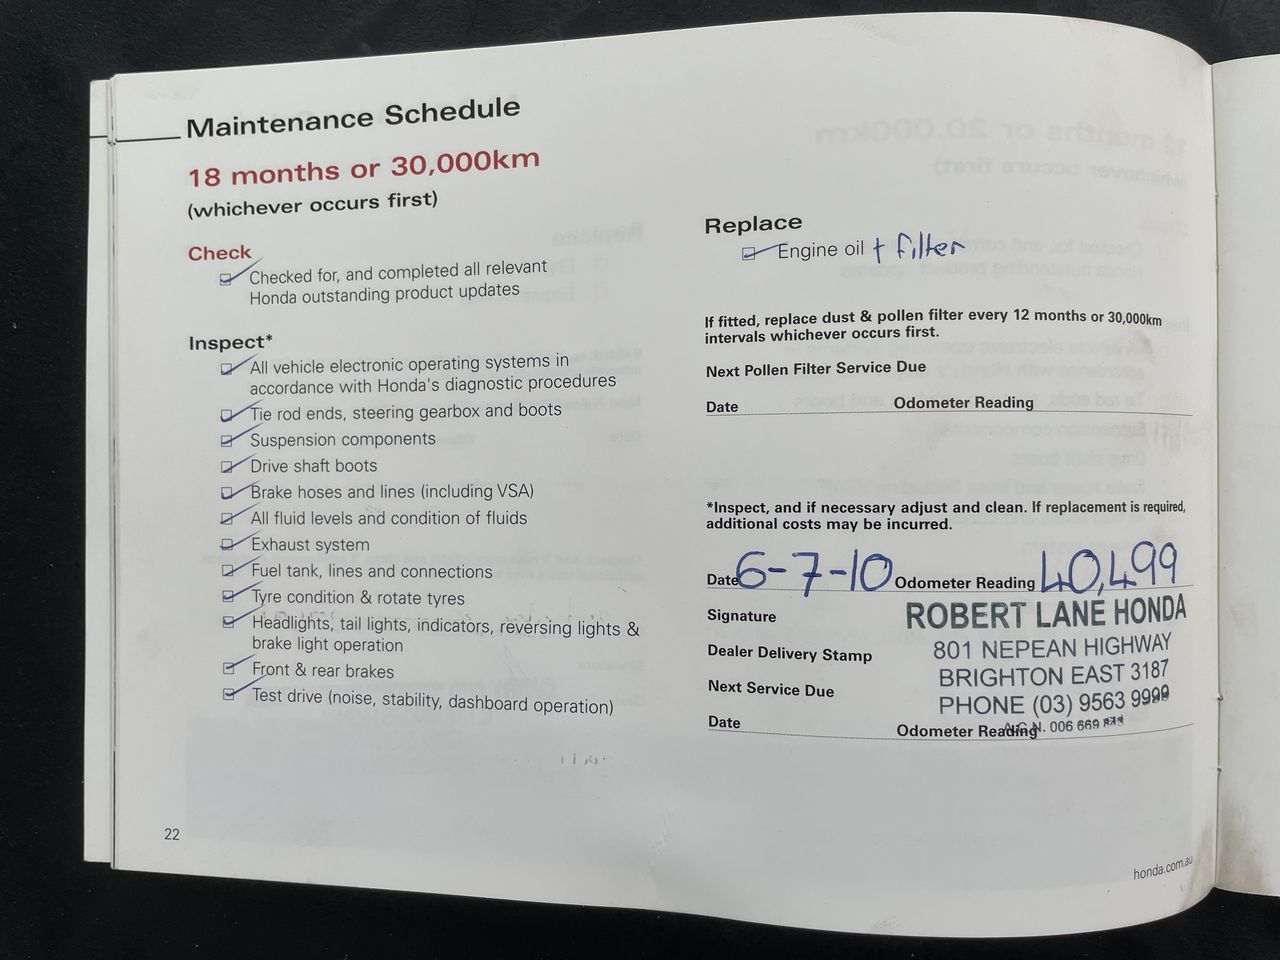 Maintenance Schedule
18 months or 30,000km
(whichever occurs first)
Check
Checked for, and completed all relevant
Honda outstanding product updates
Inspect*
All vehicle electronic operating systems in
accordance with Honda's diagnostic procedures
Tie rod ends, steering gearbox and boots
Suspension components
Drive shaft boots
Brake hoses and lines (including VSA)
All fluid levels and condition of fluids
Exhaust system
Fuel tank, lines and connections
Tyre condition & rotate tyres
Headlights, tail lights, indicators, reversing lights &
brake light operation
Front & rear brakes
Test drive (noise, stability, dashboard operation)
22
Replace
Engine oil + filter
If fitted, replace dust & pollen filter every 12 months or 30,000km
intervals whichever occurs first.
Next Pollen Filter Service Due
Date Odometer Reading
*Inspect, and if necessary adjust and clean. If replacement is required,
additional costs may be incurred.
Date 6-7-10 Odometer Reading 40,499
Signature
Dealer Delivery Stamp
Next Service Due
Date Odometer Reading
ROBERT LANE HONDA
801 NEPEAN HIGHWAY
BRIGHTON EAST 3187
PHONE (03) 9563 9999
A.C.N. 006 669
honda.com.au